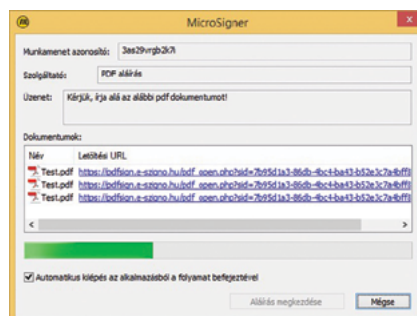 MicroSigner
Munkamenet azonosító: 3as29vrgb2k7i
Szolgáltató: PDF aláírás
Üzenet: Kérjük, írja alá az alábbi pdf dokumentumot!
Dokumentumok:
Név Letöltési URL
Test.pdf https://pdfsign.e-szigno.hu/pdf_open.php?sid=7b95d1a3-86db-4bc4-ba43-b52e3c7a4bff8
Test.pdf https://pdfsign.e-szigno.hu/pdf_open.php?sid=7b95d1a3-86db-4bc4-ba43-b52e3c7a4bff8
Test.pdf https://pdfsign.e-szigno.hu/pdf_open.php?sid=7b95d1a3-86db-4bc4-ba43-b52e3c7a4bff8
Automatikus kilépés az alkalmazásból a folyamat befejeztével
Aláírás megkezdése Mégse